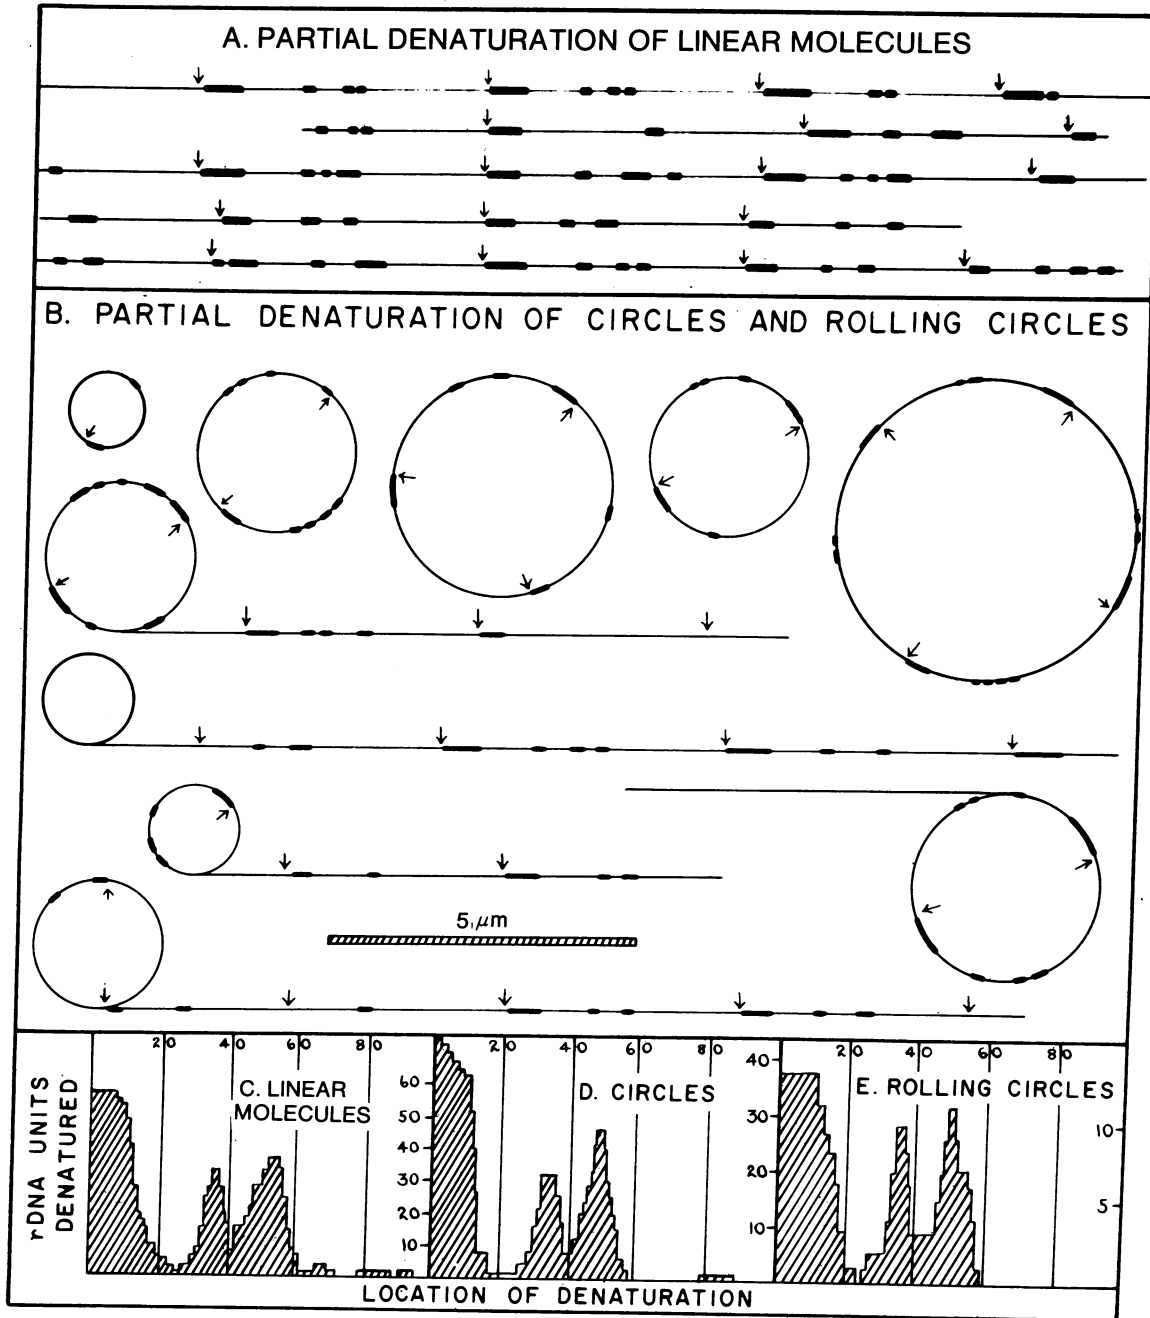 A. PARTIAL DENATURATION OF LINEAR MOLECULES
B. PARTIAL DENATURATION OF CIRCLES AND ROLLING CIRCLES
5 µm
rDNA UNITS
DENATURED
20 40 60 80
C. LINEAR
MOLECULES
20 40 80
60
50
40
30
20
10
D. CIRCLES
20 40 60 80
40
30
20
10
E. ROLLING CIRCLES
10
5
LOCATION OF DENATURATION